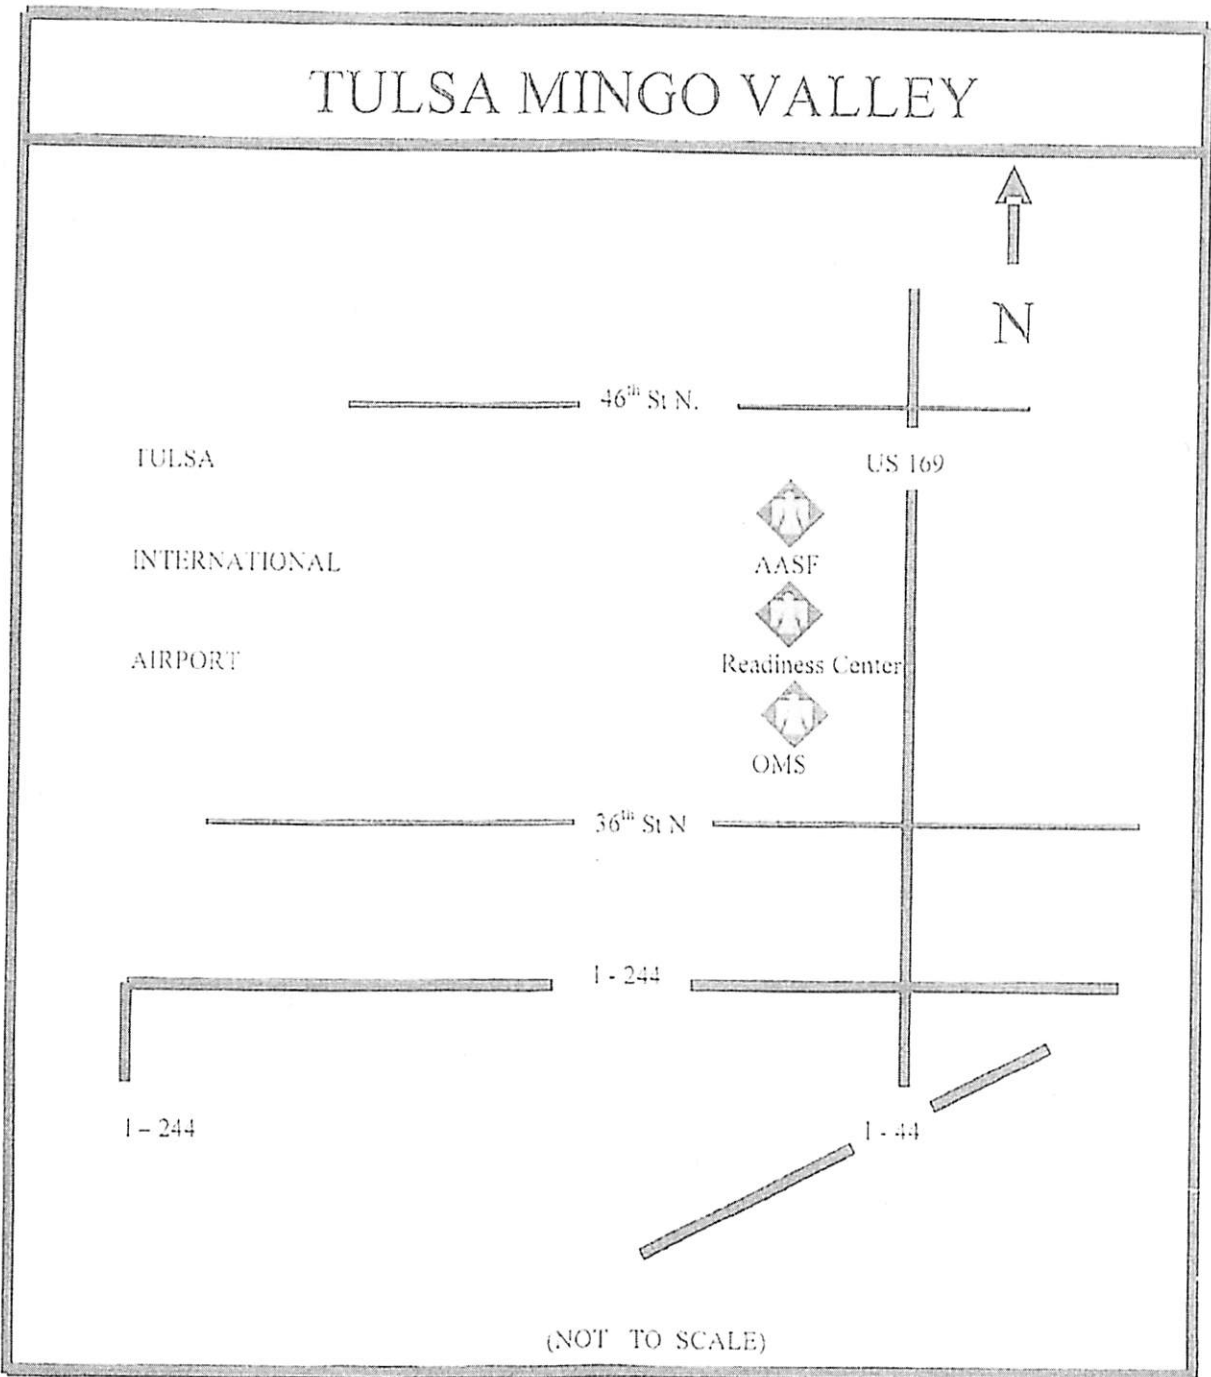 TULSA MINGO VALLEY
N
46th St N.
TULSA
US 169
INTERNATIONAL
AASF
AIRPORT
Readiness Center
OMS
36th St N
I - 244
I – 244
I - 44
(NOT TO SCALE)